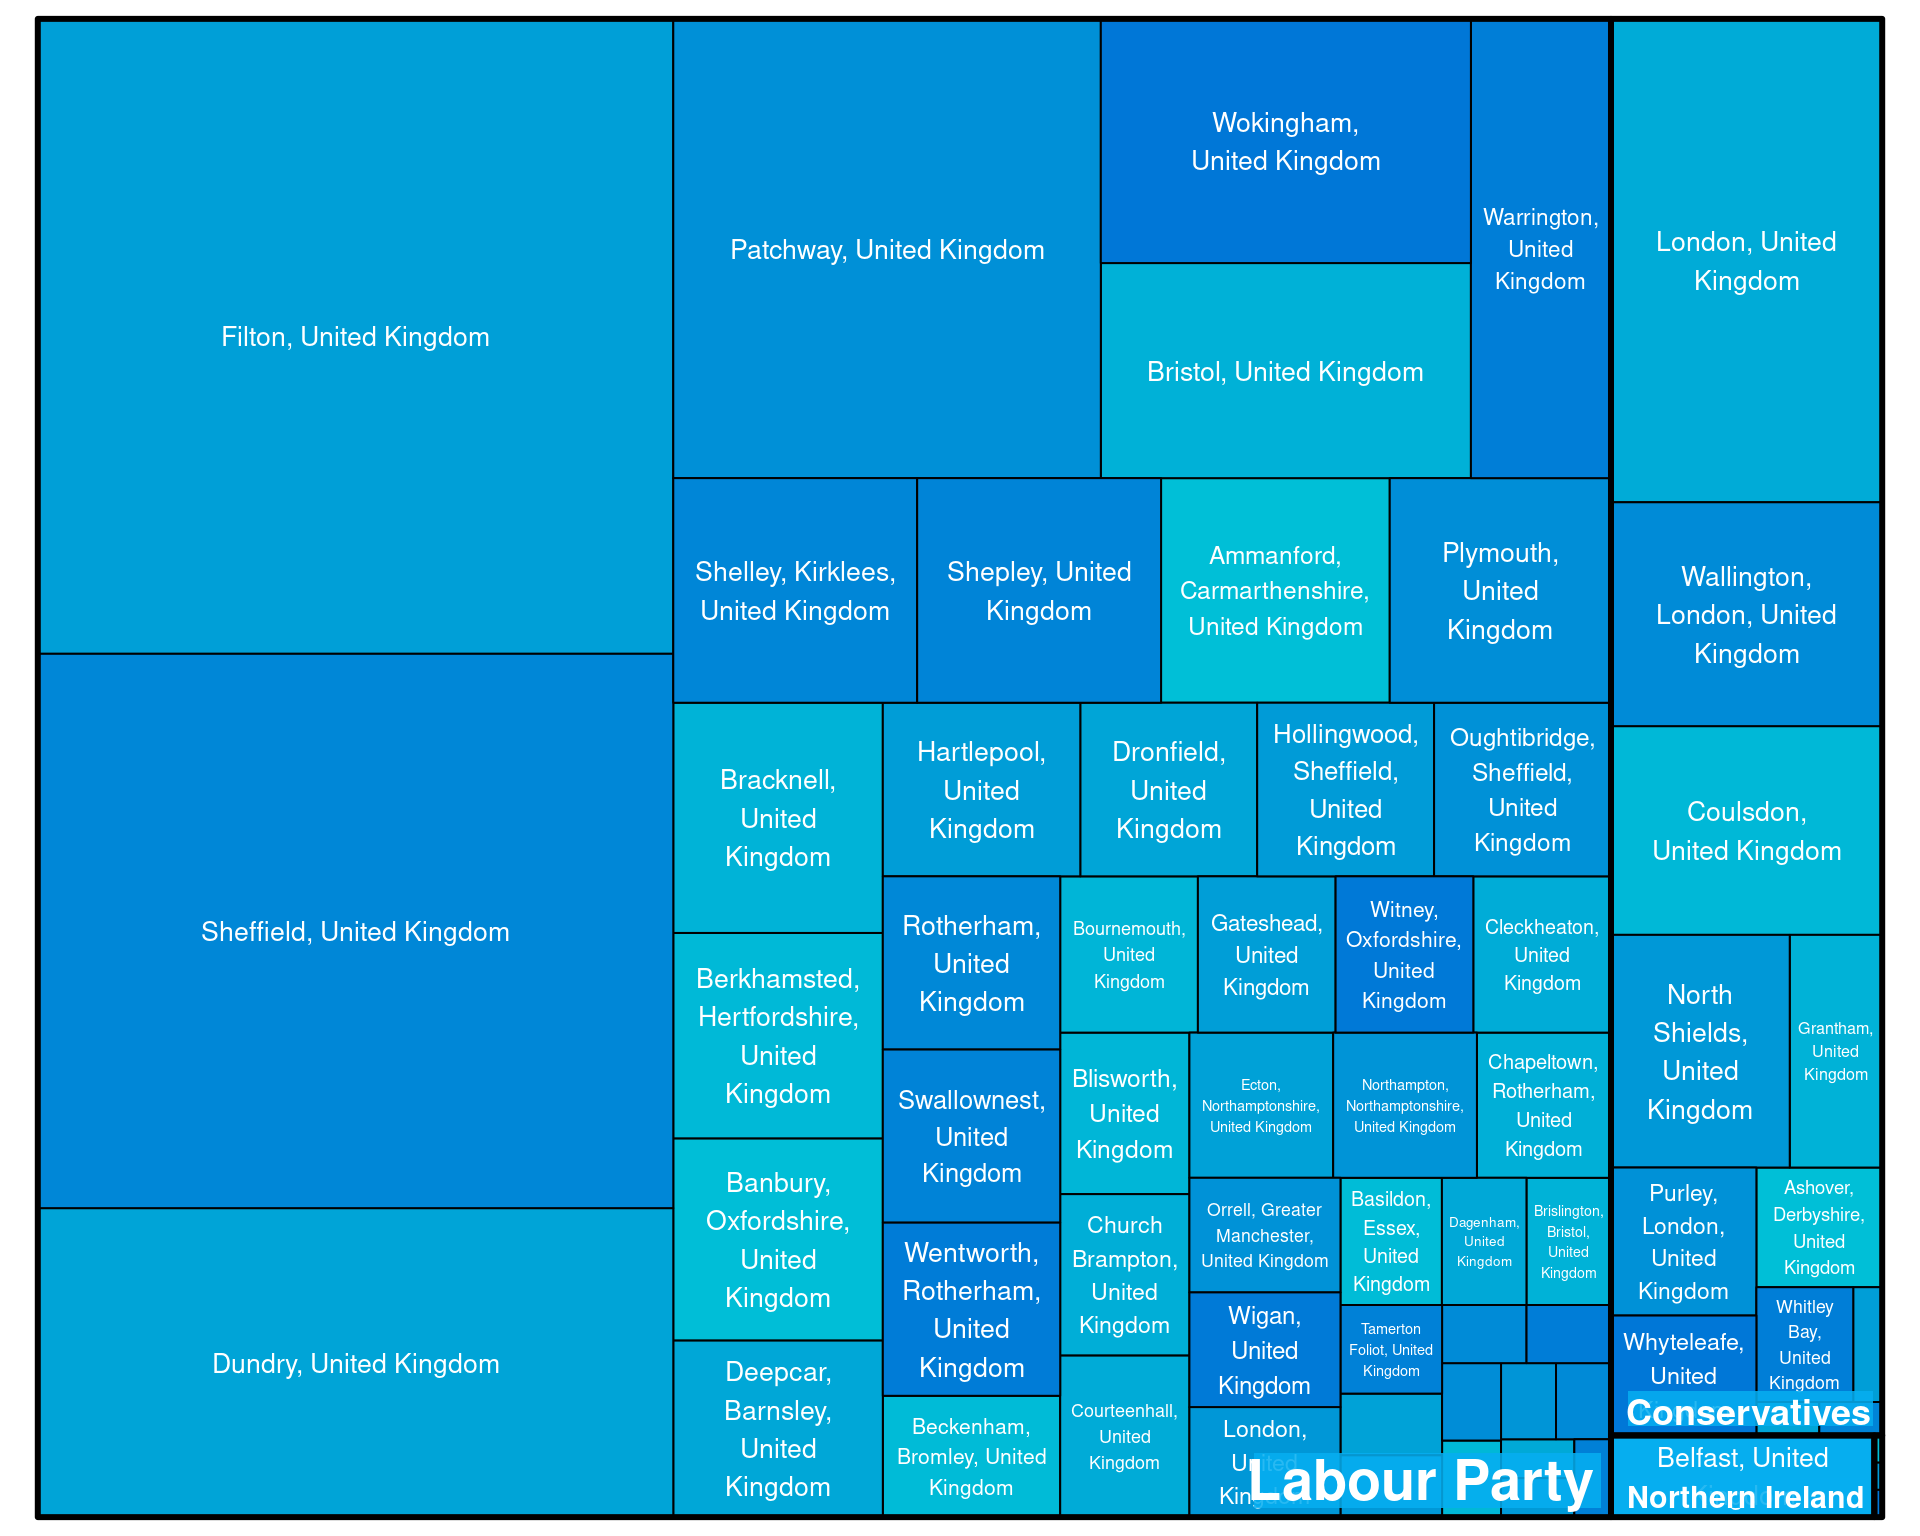 Filton, United Kingdom
Sheffield, United Kingdom
Dundry, United Kingdom
Patchway, United Kingdom
Wokingham,
United Kingdom
Bristol, United Kingdom
Warrington,
United
Kingdom
Shelley, Kirklees,
United Kingdom
Shepley, United
Kingdom
Ammanford,
Carmarthenshire,
United Kingdom
Plymouth,
United
Kingdom
Bracknell,
United
Kingdom
Berkhamsted,
Hertfordshire,
United
Kingdom
Banbury,
Oxfordshire,
United
Kingdom
Deepcar,
Barnsley,
United
Kingdom
Hartlepool,
United
Kingdom
Dronfield,
United
Kingdom
Hollingwood,
Sheffield,
United
Kingdom
Oughtibridge,
Sheffield,
United
Kingdom
Rotherham,
United
Kingdom
Swallownest,
United
Kingdom
Wentworth,
Rotherham,
United
Kingdom
Beckenham,
Bromley, United
Kingdom
Bournemouth,
United
Kingdom
Gateshead,
United
Kingdom
Witney,
Oxfordshire,
United
Kingdom
Cleckheaton,
United
Kingdom
Blisworth,
United
Kingdom
Church
Brampton,
United
Kingdom
Courteenhall,
United
Kingdom
Ecton,
Northamptonshire,
United Kingdom
Northampton,
Northamptonshire,
United Kingdom
Chapeltown,
Rotherham,
United
Kingdom
Orrell, Greater
Manchester,
United Kingdom
Wigan,
United
Kingdom
London,
United
Kingdom
Basildon,
Essex,
United
Kingdom
Tamerton
Foliot, United
Kingdom
Dagenham,
United
Kingdom
Brislington,
Bristol,
United
Kingdom
Labour Party
London, United
Kingdom
Wallington,
London, United
Kingdom
Coulsdon,
United Kingdom
North
Shields,
United
Kingdom
Grantham,
United
Kingdom
Purley,
London,
United
Kingdom
Ashover,
Derbyshire,
United
Kingdom
Whyteleafe,
United
Whitley
Bay,
United
Kingdom
Conservatives
Belfast, United
Northern Ireland